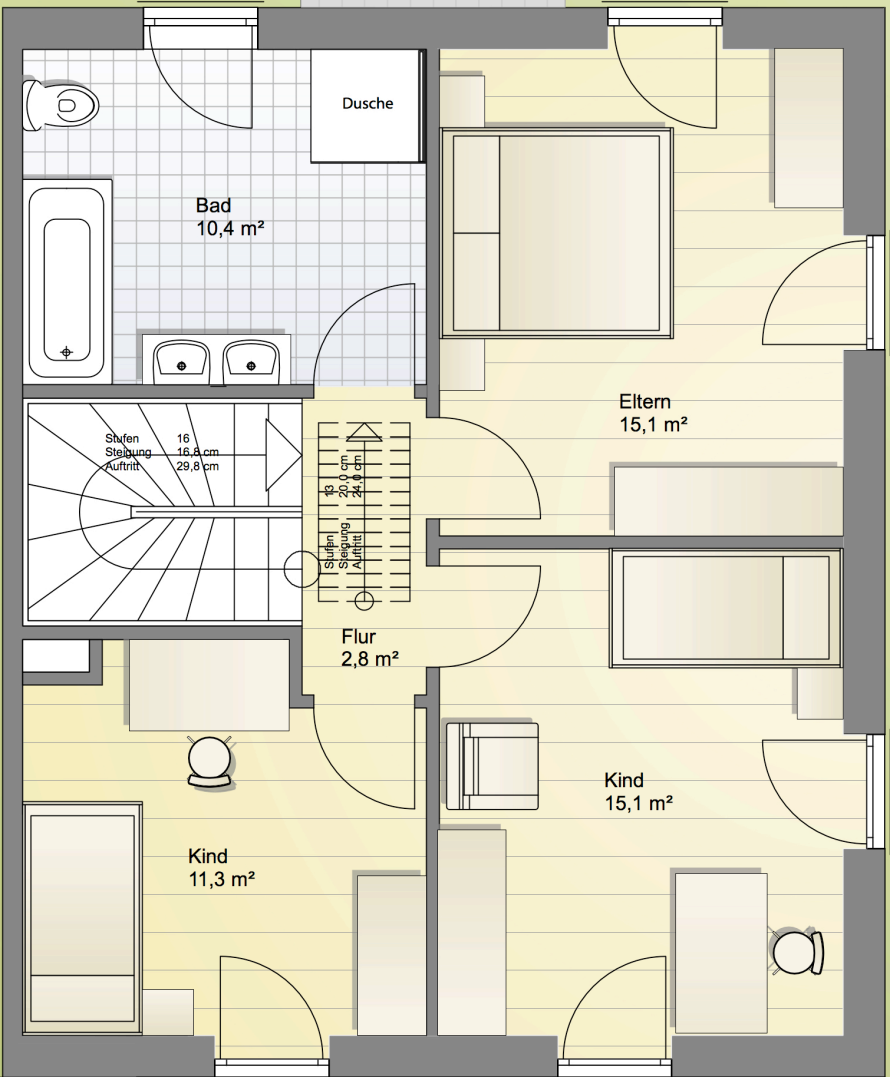 Dusche
Bad
10,4 m²
Eltern
15,1 m²
Stufen 16
Steigung 16,8 cm
Auftritt 29,8 cm
Stufen 13
Steigung 20,0 cm
Auftritt 24,0 cm
Flur
2,8 m²
Kind
15,1 m²
Kind
11,3 m²